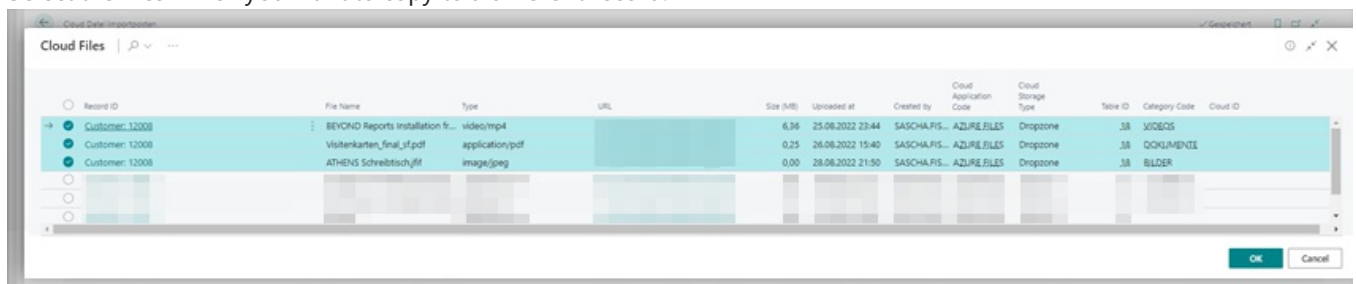 Cloud Datei Importposten
Gespeichert
Cloud Files
Record ID File Name Type URL Size (MB) Uploaded at Created by Cloud Application Code Cloud Storage Type Table ID Category Code Cloud ID
Customer: 12008 BEYOND Reports Installation fr... video/mp4 6,36 25.08.2022 23:44 SASCHA.FIS... AZURE FILES Dropzone 18 VIDEOS
Customer: 12008 Visitenkarten_final_sf.pdf application/pdf 0,25 26.08.2022 15:40 SASCHA.FIS... AZURE FILES Dropzone 18 DOKUMENTE
Customer: 12008 ATHENS Schreibtisch.jfif image/jpeg 0,00 28.08.2022 21:50 SASCHA.FIS... AZURE FILES Dropzone 18 BILDER
OK Cancel